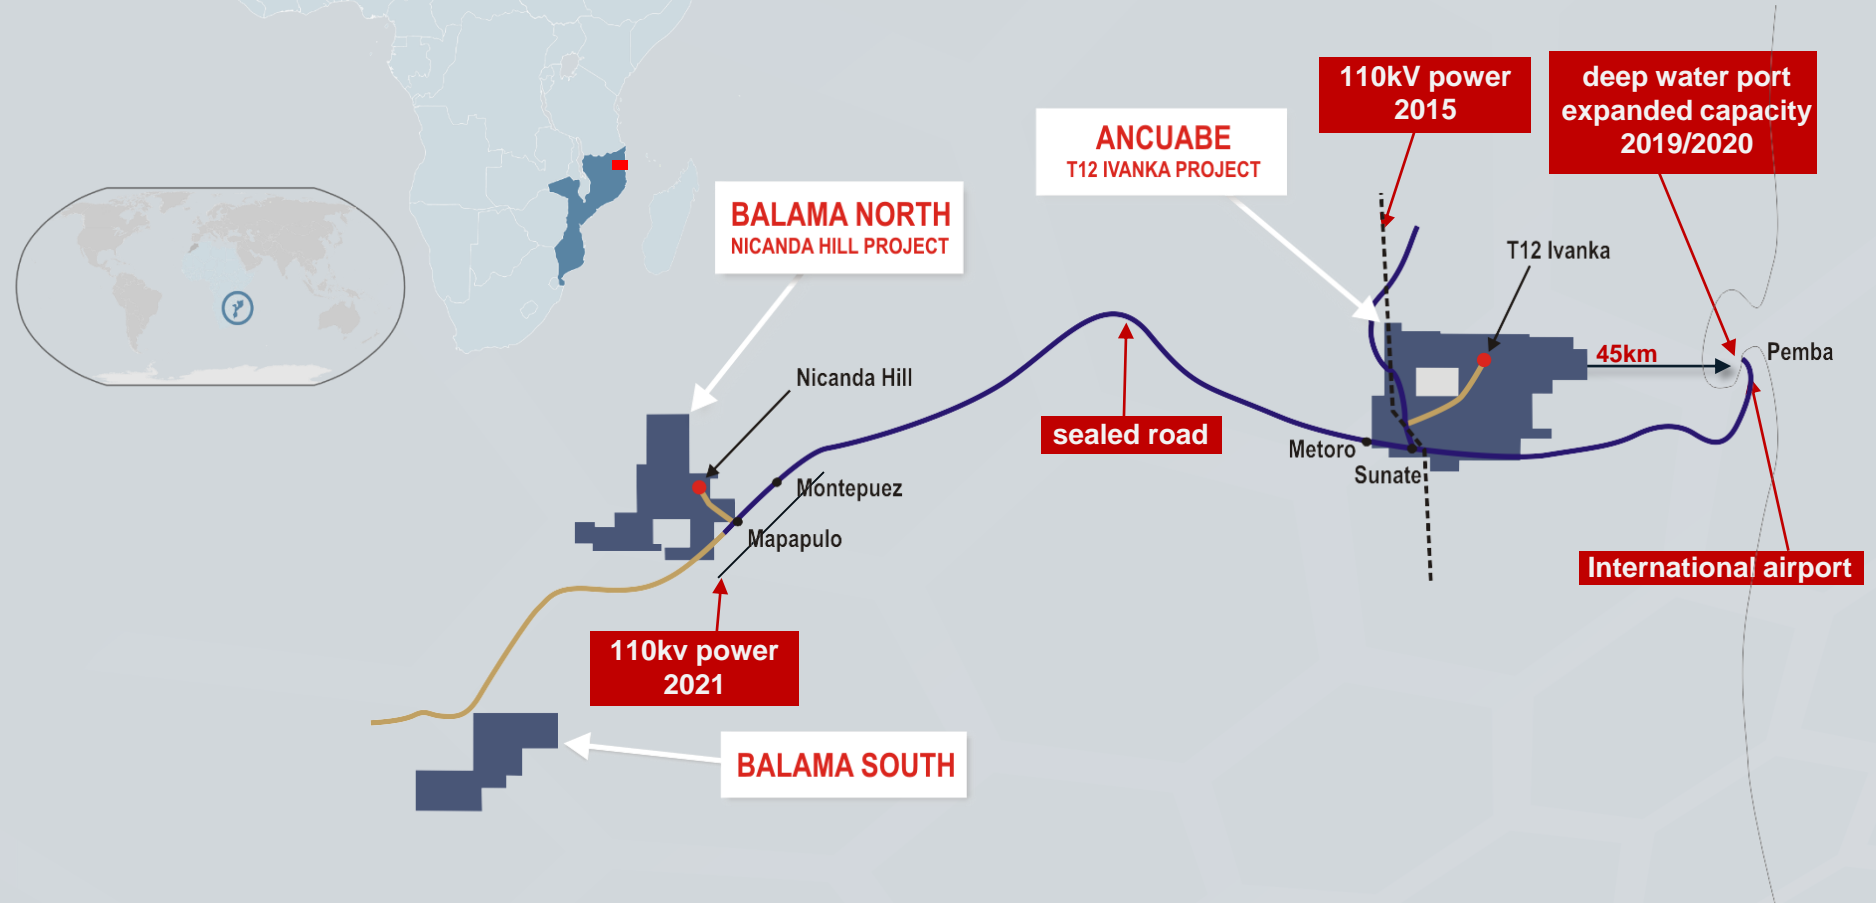 110kV power
2015
deep water port
expanded capacity
2019/2020
ANCUABE
T12 IVANKA PROJECT
BALAMA NORTH
NICANDA HILL PROJECT
T12 Ivanka
45km
Pemba
Nicanda Hill
sealed road
Metoro
Sunate
Montepuez
Mapapulo
International airport
110kv power
2021
BALAMA SOUTH